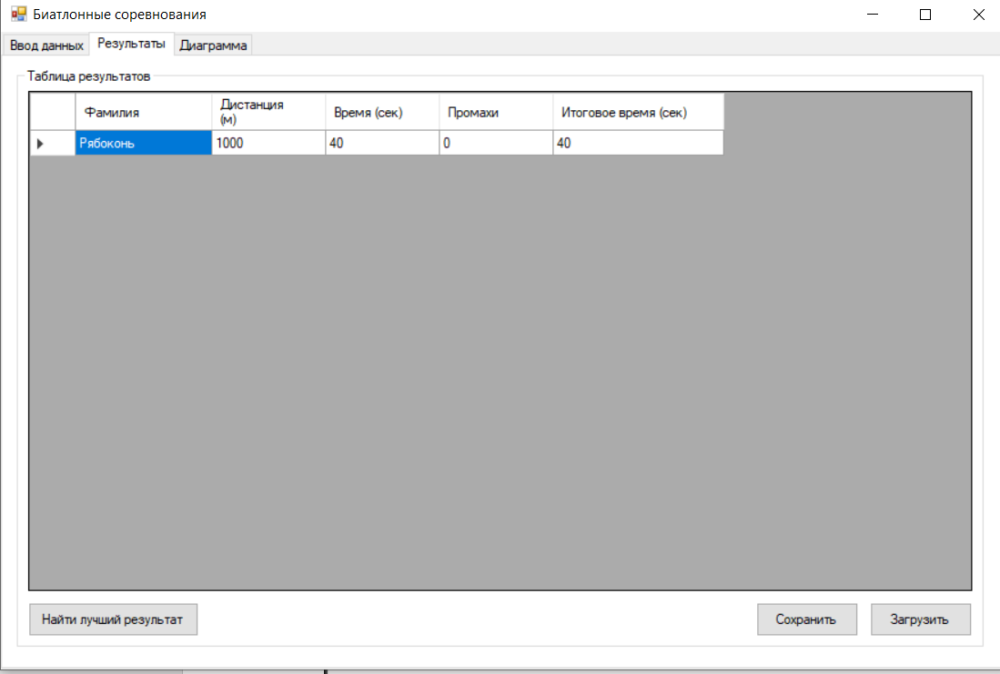 Биатлонные соревнования
Ввод данных Результаты Диаграмма
Таблица результатов
Фамилия Дистанция (м) Время (сек) Промахи Итоговое время (сек)
Рябоконь 1000 40 0 40
Найти лучший результат Сохранить Загрузить